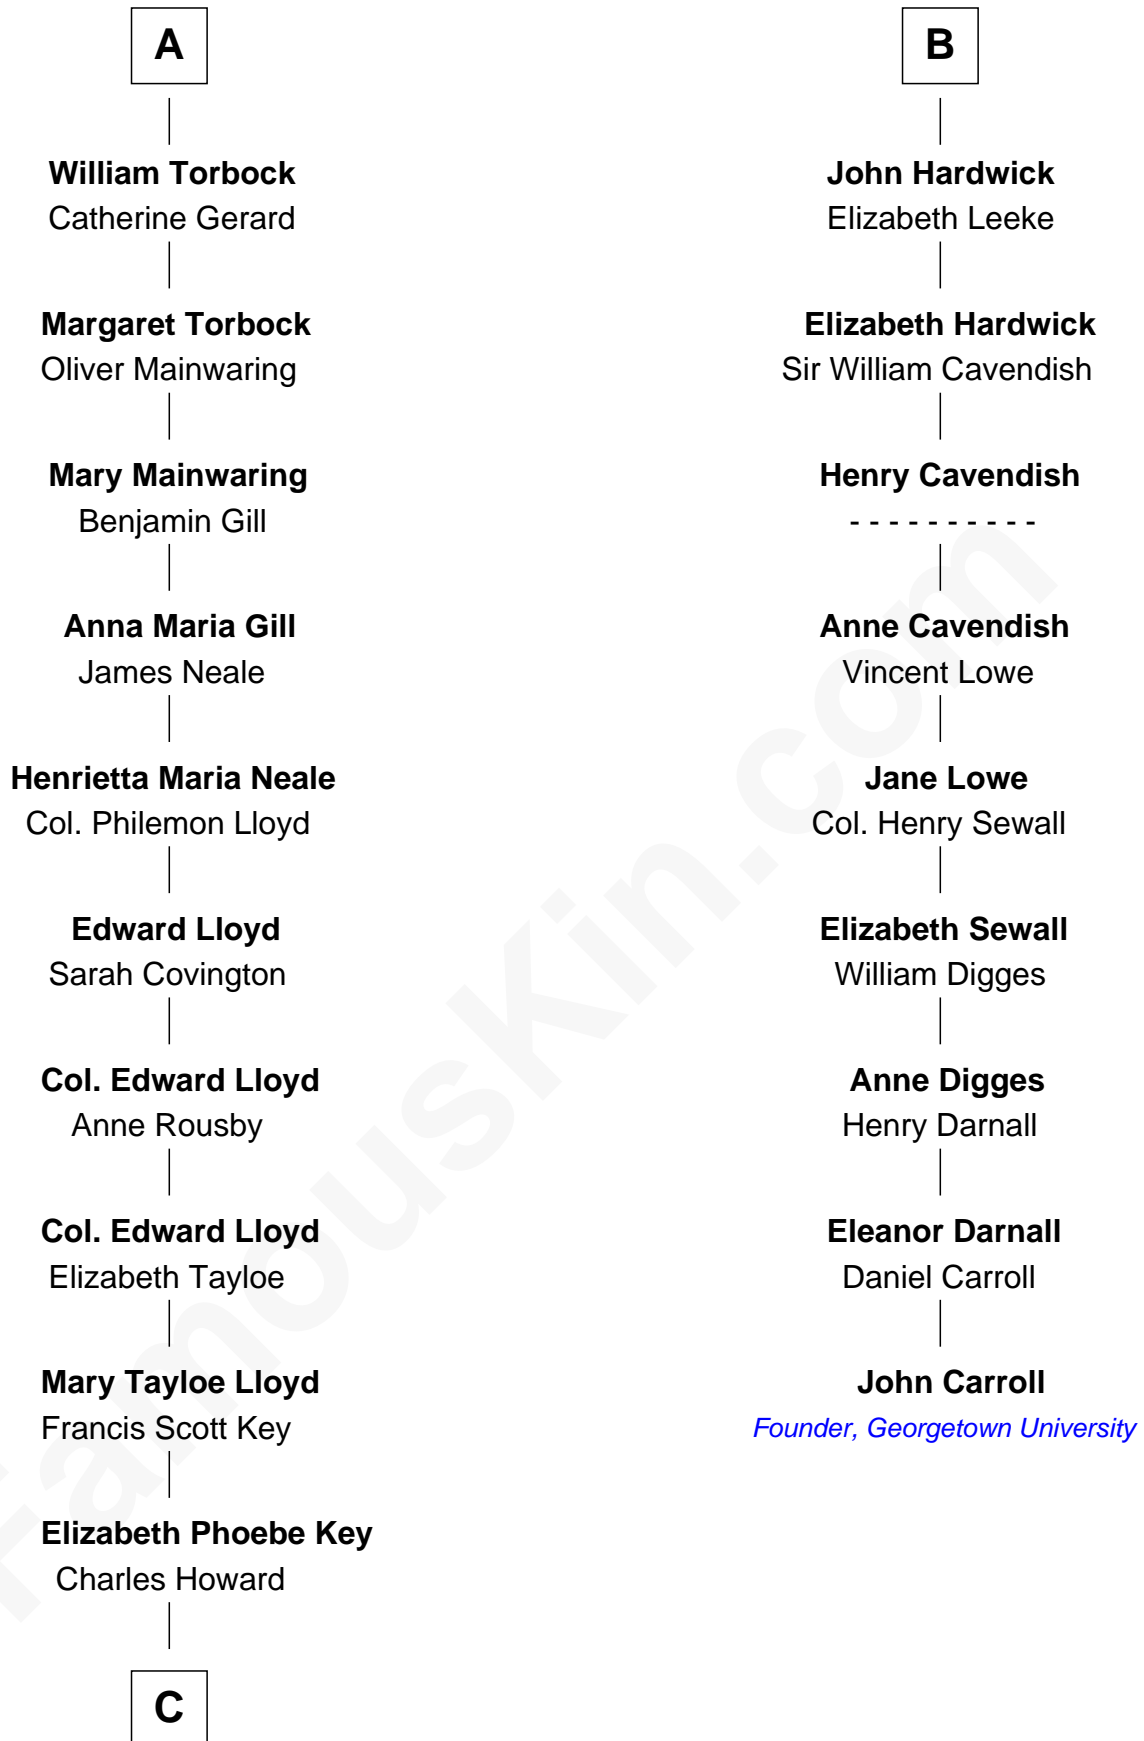 A
William Torbock
Catherine Gerard
Margaret Torbock
Oliver Mainwaring
Mary Mainwaring
Benjamin Gill
Anna Maria Gill
James Neale
Henrietta Maria Neale
Col. Philemon Lloyd
Edward Lloyd
Sarah Covington
Col. Edward Lloyd
Anne Rousby
Col. Edward Lloyd
Elizabeth Tayloe
Mary Tayloe Lloyd
Francis Scott Key
Elizabeth Phoebe Key
Charles Howard
C
B
John Hardwick
Elizabeth Leeke
Elizabeth Hardwick
Sir William Cavendish
Henry Cavendish
- - - - - - - - - -
Anne Cavendish
Vincent Lowe
Jane Lowe
Col. Henry Sewall
Elizabeth Sewall
William Digges
Anne Digges
Henry Darnall
Eleanor Darnall
Daniel Carroll
John Carroll
Founder, Georgetown University
FamousKin.com